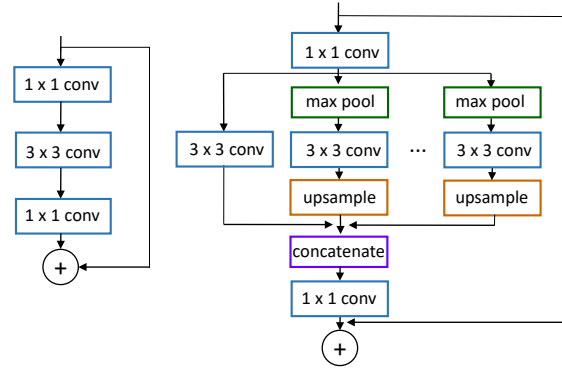 1 x 1 conv
3 x 3 conv
1 x 1 conv
+
1 x 1 conv
max pool
max pool
3 x 3 conv
3 x 3 conv
...
3 x 3 conv
upsample
upsample
concatenate
1 x 1 conv
+